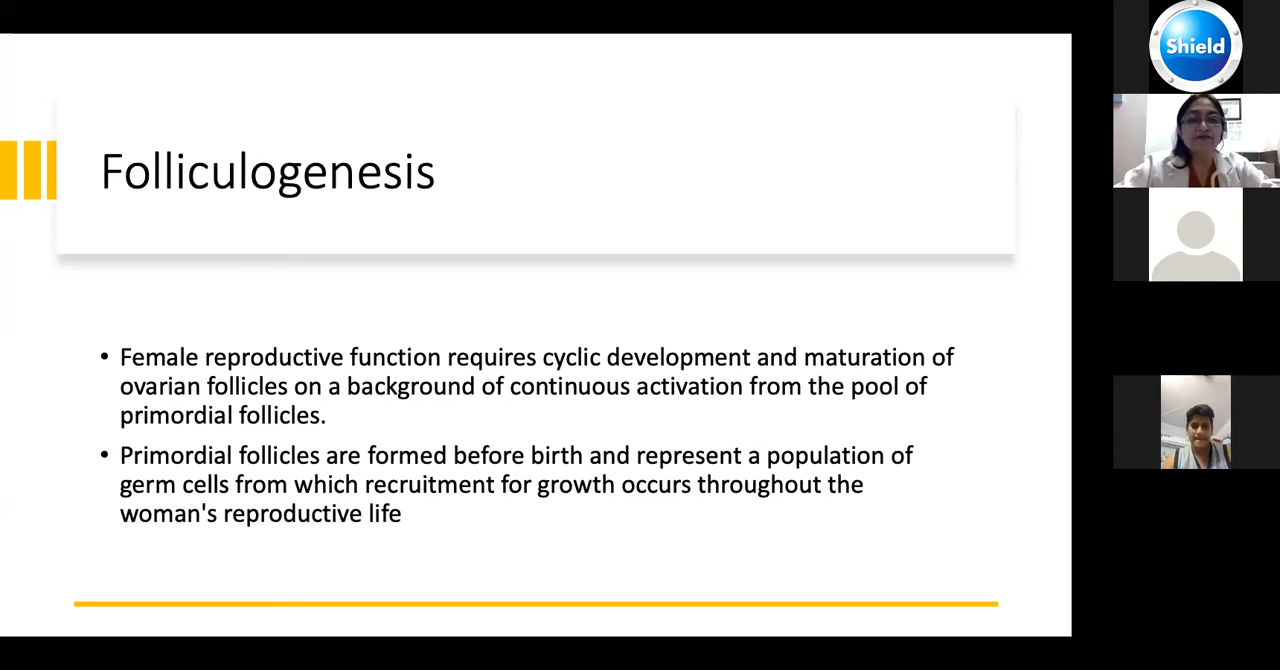 Shield
Folliculogenesis
• Female reproductive function requires cyclic development and maturation of
ovarian follicles on a background of continuous activation from the pool of
primordial follicles.
• Primordial follicles are formed before birth and represent a population of
germ cells from which recruitment for growth occurs throughout the
woman's reproductive life